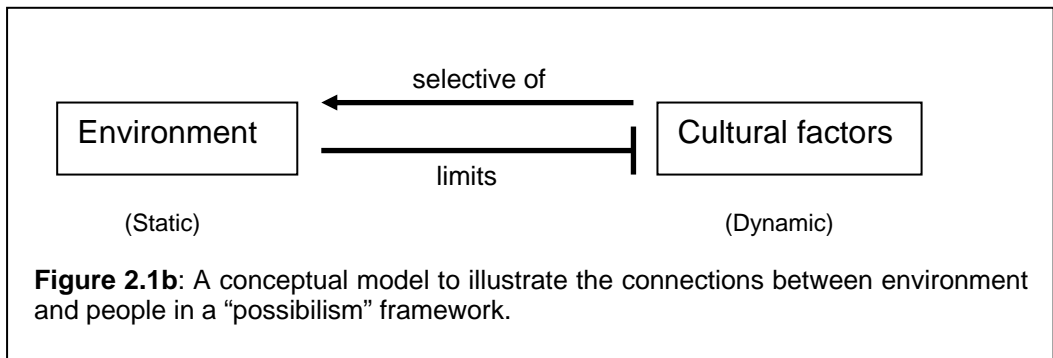 selective of
Environment
Cultural factors
limits
(Static)
(Dynamic)
Figure 2.1b: A conceptual model to illustrate the connections between environment
and people in a “possibilism” framework.